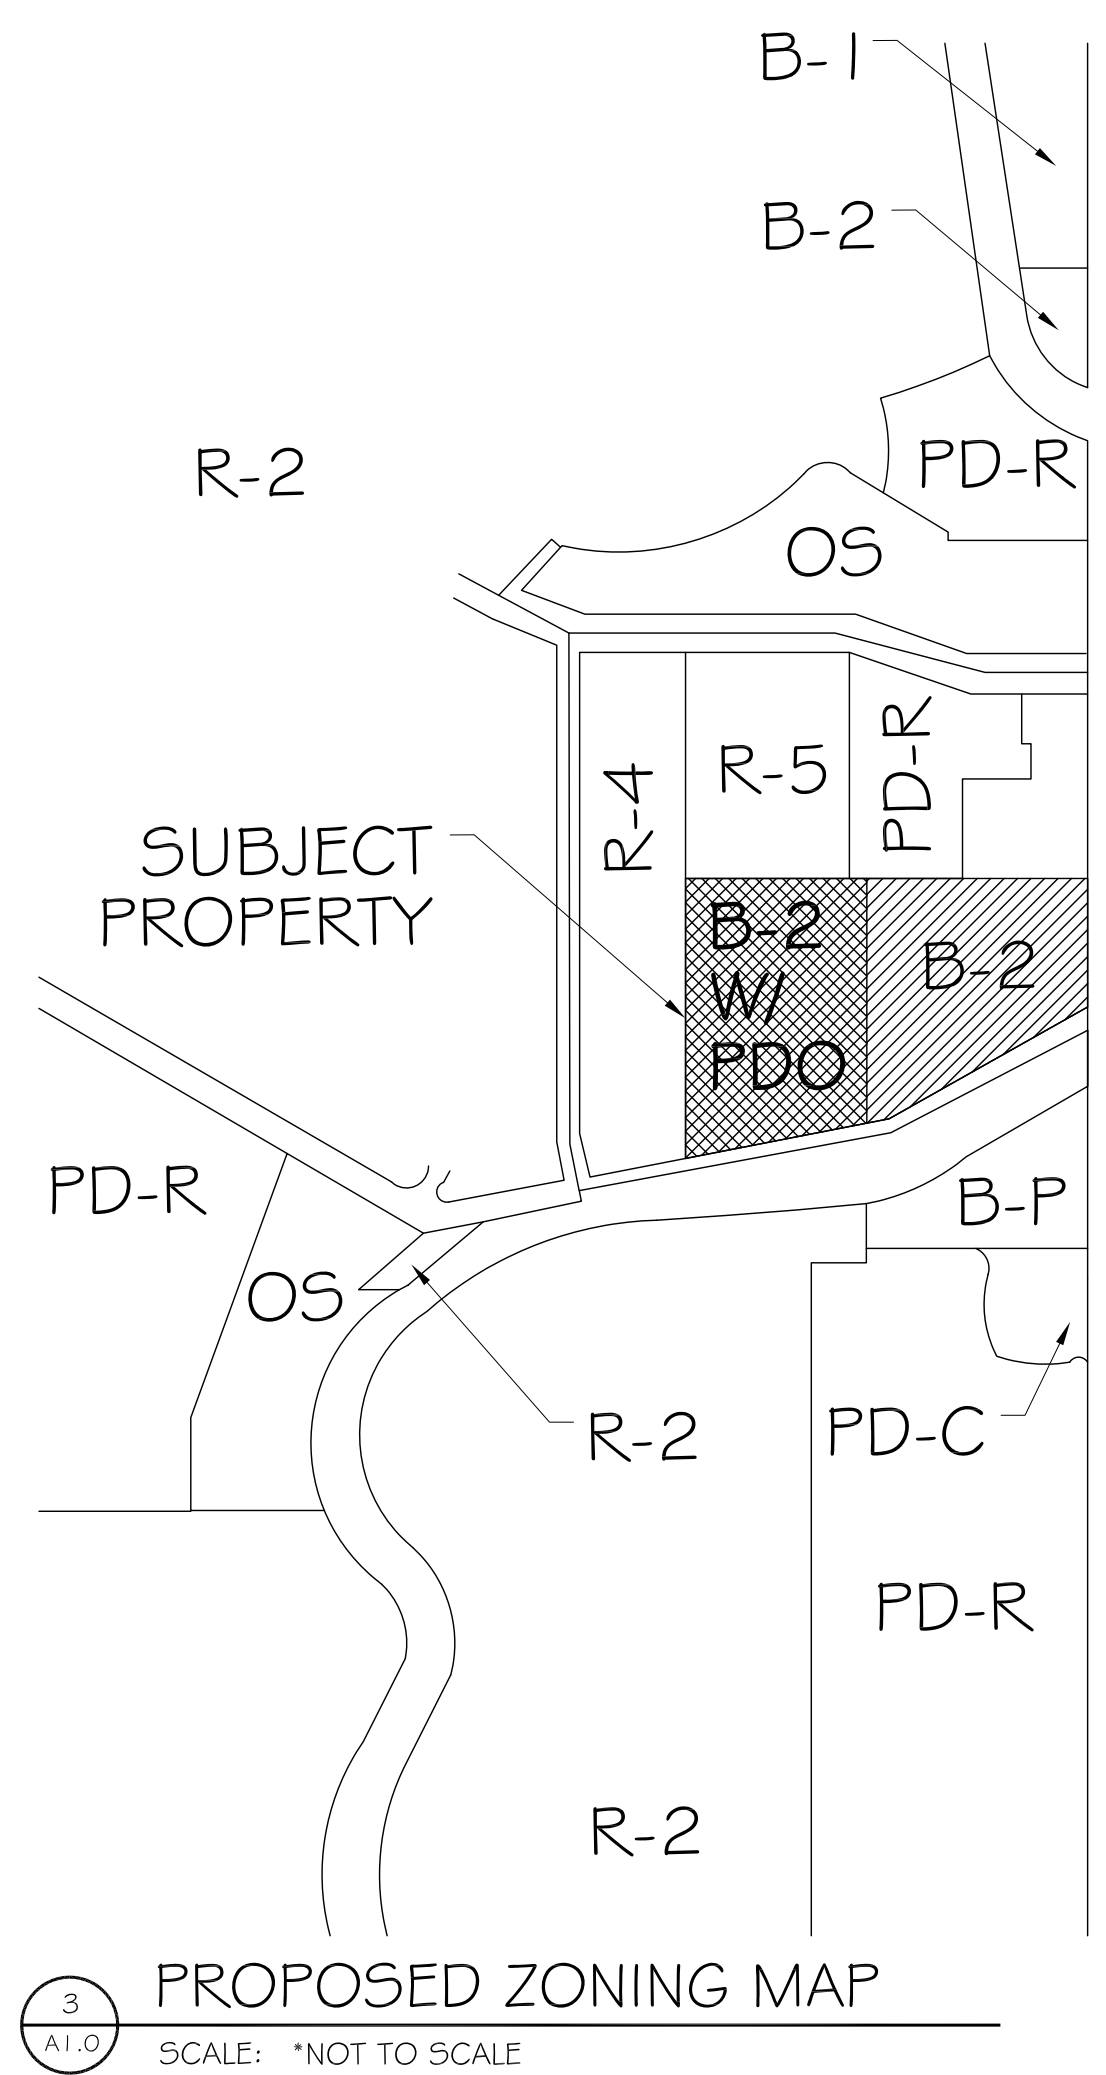 B-1
B-2
R-2
PD-R
OS
R-4
R-5
PD-R
SUBJECT
PROPERTY
B-2
W/
PDO
B-2
PD-R
OS
B-P
R-2
PD-C
PD-R
R-2
3
A1.0
PROPOSED ZONING MAP
SCALE: *NOT TO SCALE